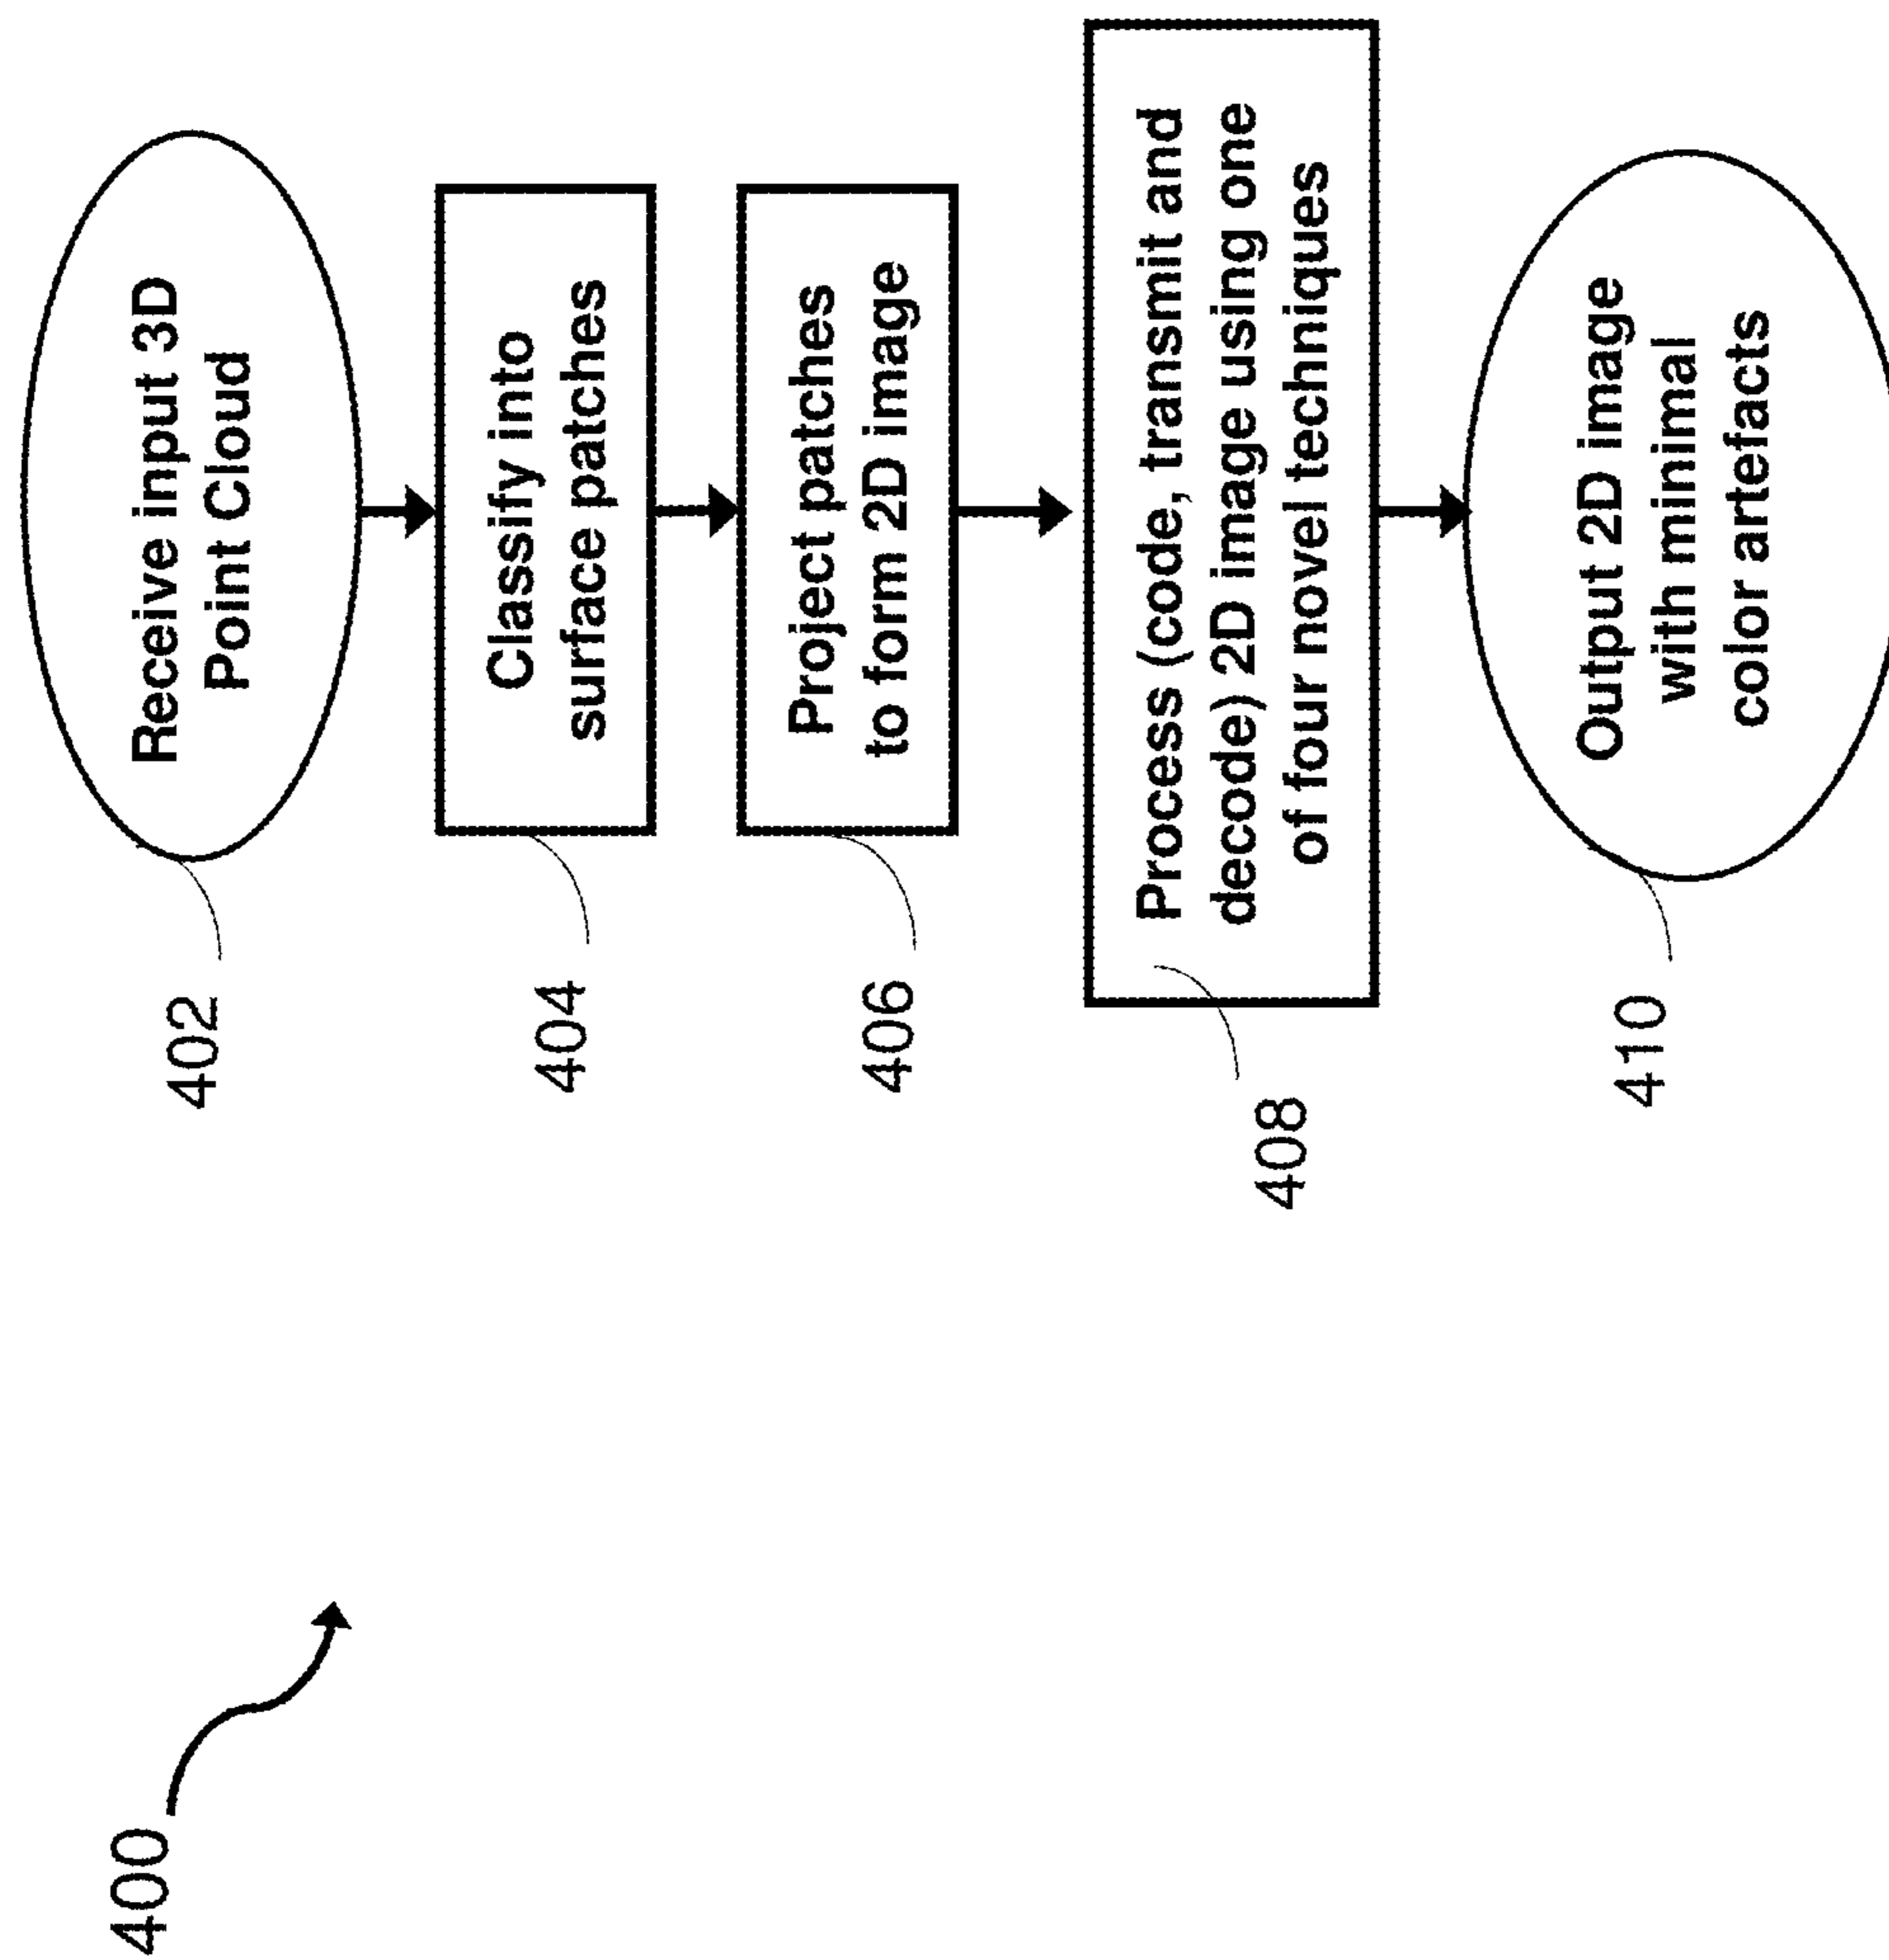 400
402
Receive input 3D
Point Cloud
404
Classify into
surface patches
406
Project patches
to form 2D image
408
Process (code, transmit and
decode) 2D image using one
of four novel techniques
410
Output 2D image
with minimal
color artefacts